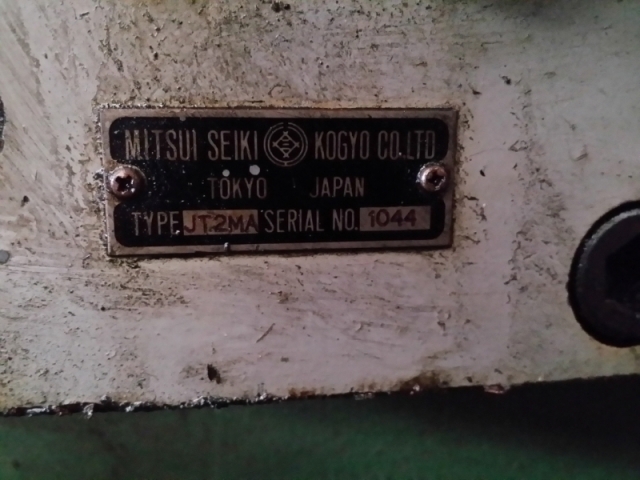 MITSUI SEIKI KOGYO CO.LTD
TOKYO JAPAN
TYPE JT.2MA SERIAL NO. 1044